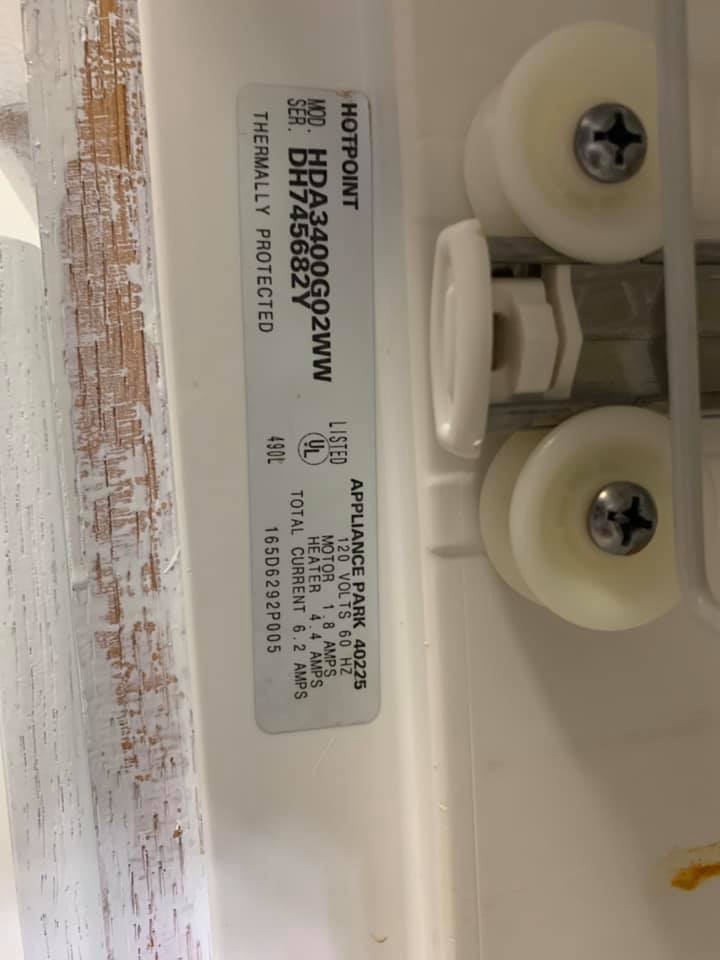 HOTPOINT
MOD. HDA3400G02WW
SER. DH745682Y
THERMALLY PROTECTED
LISTED
UL
490L
APPLIANCE PARK 40225
120 VOLTS 60 HZ
MOTOR 1.8 AMPS
HEATER 4.4 AMPS
TOTAL CURRENT 6.2 AMPS
165D6292P005